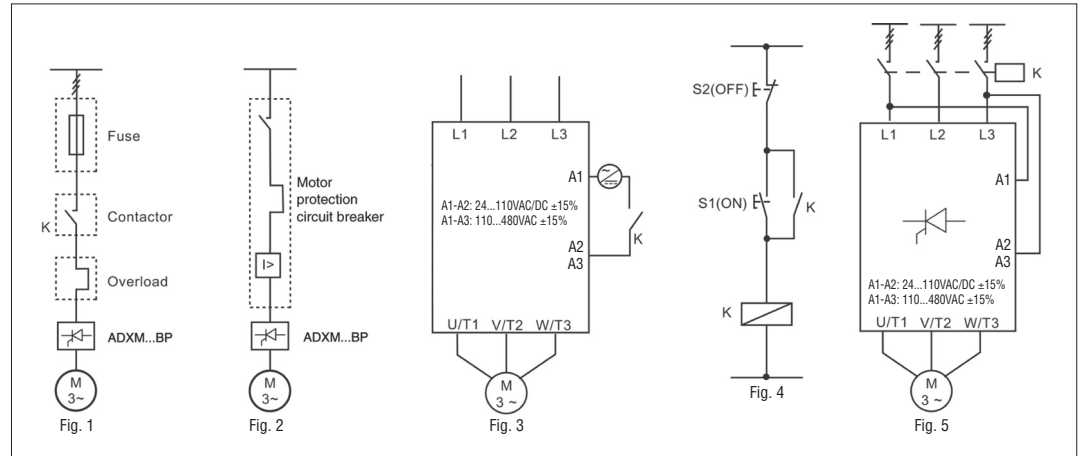 Fuse
K
Contactor
Overload
ADXM...BP
M
3~
Fig. 1
Motor
protection
circuit breaker
I>
ADXM...BP
M
3~
Fig. 2
L1 L2 L3
A1
A1-A2: 24...110VAC/DC ±15%
A1-A3: 110...480VAC ±15%
K
A2
A3
U/T1 V/T2 W/T3
M
3 ~
Fig. 3
S2(OFF)
S1(ON)
K
K
Fig. 4
K
L1 L2 L3
A1
A2
A3
A1-A2: 24...110VAC/DC ±15%
A1-A3: 110...480VAC ±15%
U/T1 V/T2 W/T3
M
3 ~
Fig. 5